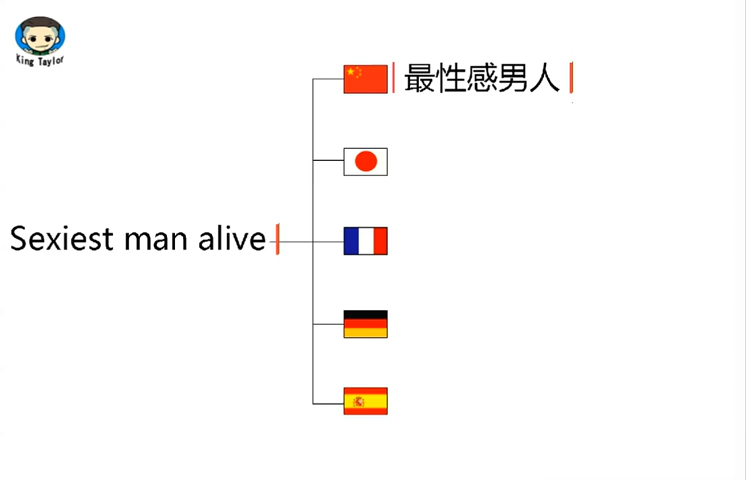 King Taylor
最性感男人
Sexiest man alive